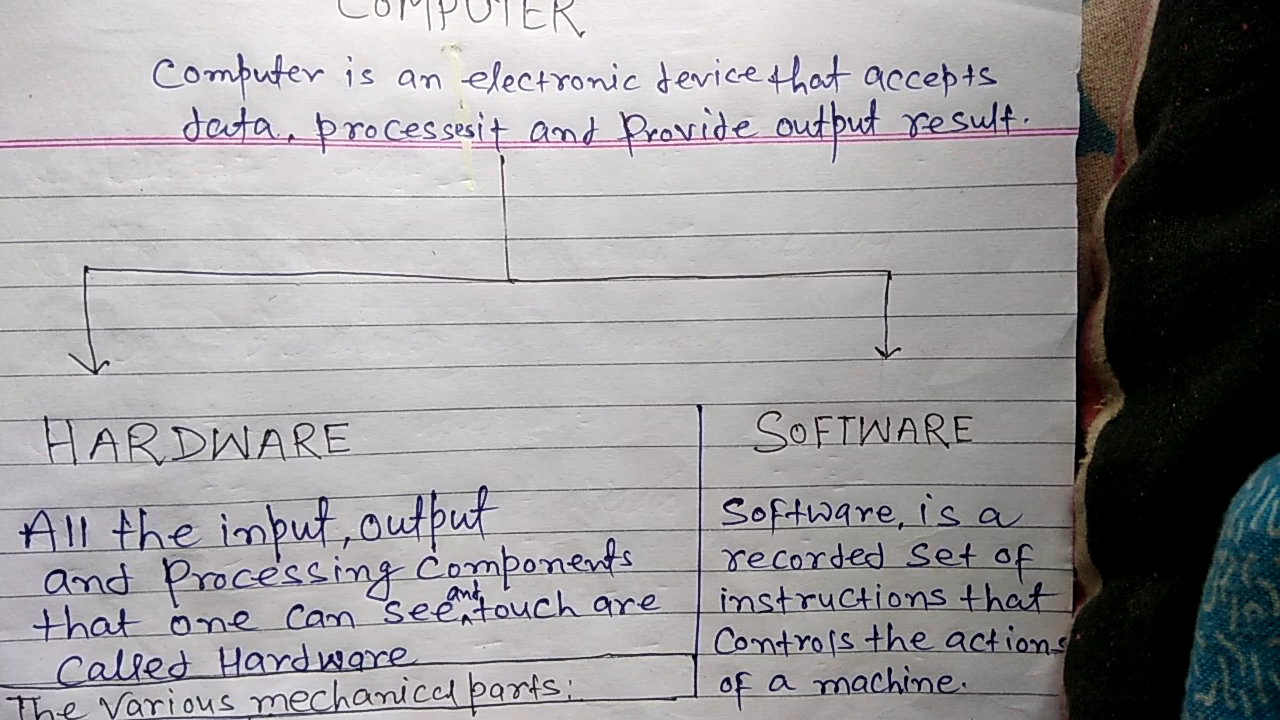 COMPUTER
Computer is an electronic device that accepts
data, processesit and Provide output result.
HARDWARE
All the input, output
and Processing Components
that one can see and touch are
Called Hardware
The Various mechanical parts:
SOFTWARE
Software, is a
recorded set of
instructions that
Controls the actions
of a machine.